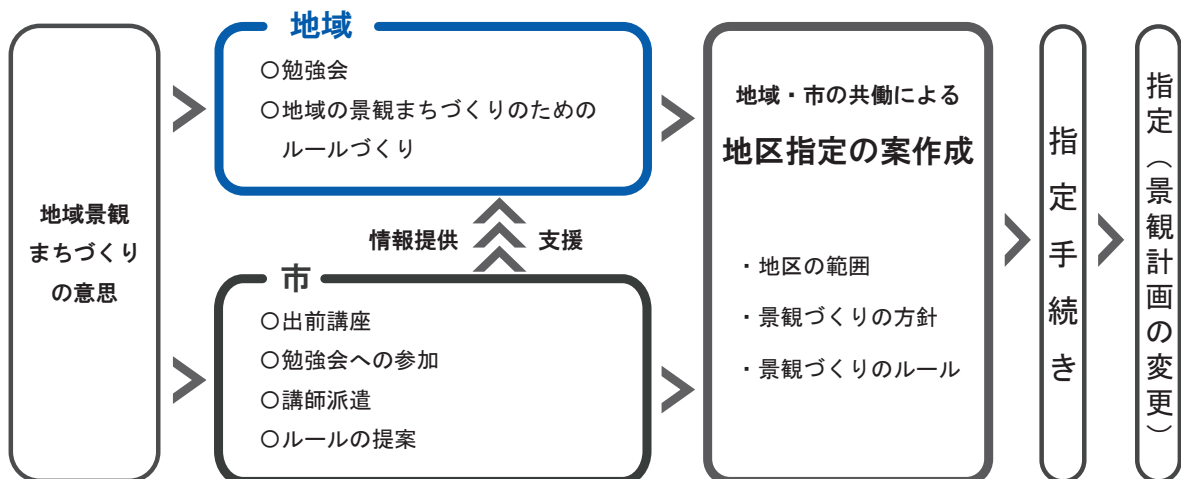 地域景観
まちづくり
の意思
地域
〇勉強会
〇地域の景観まちづくりのための
ルールづくり
情報提供
支援
市
〇出前講座
〇勉強会への参加
〇講師派遣
〇ルールの提案
地域・市の共働による
地区指定の案作成
・地区の範囲
・景観づくりの方針
・景観づくりのルール
指定手続き
指定（景観計画の変更）